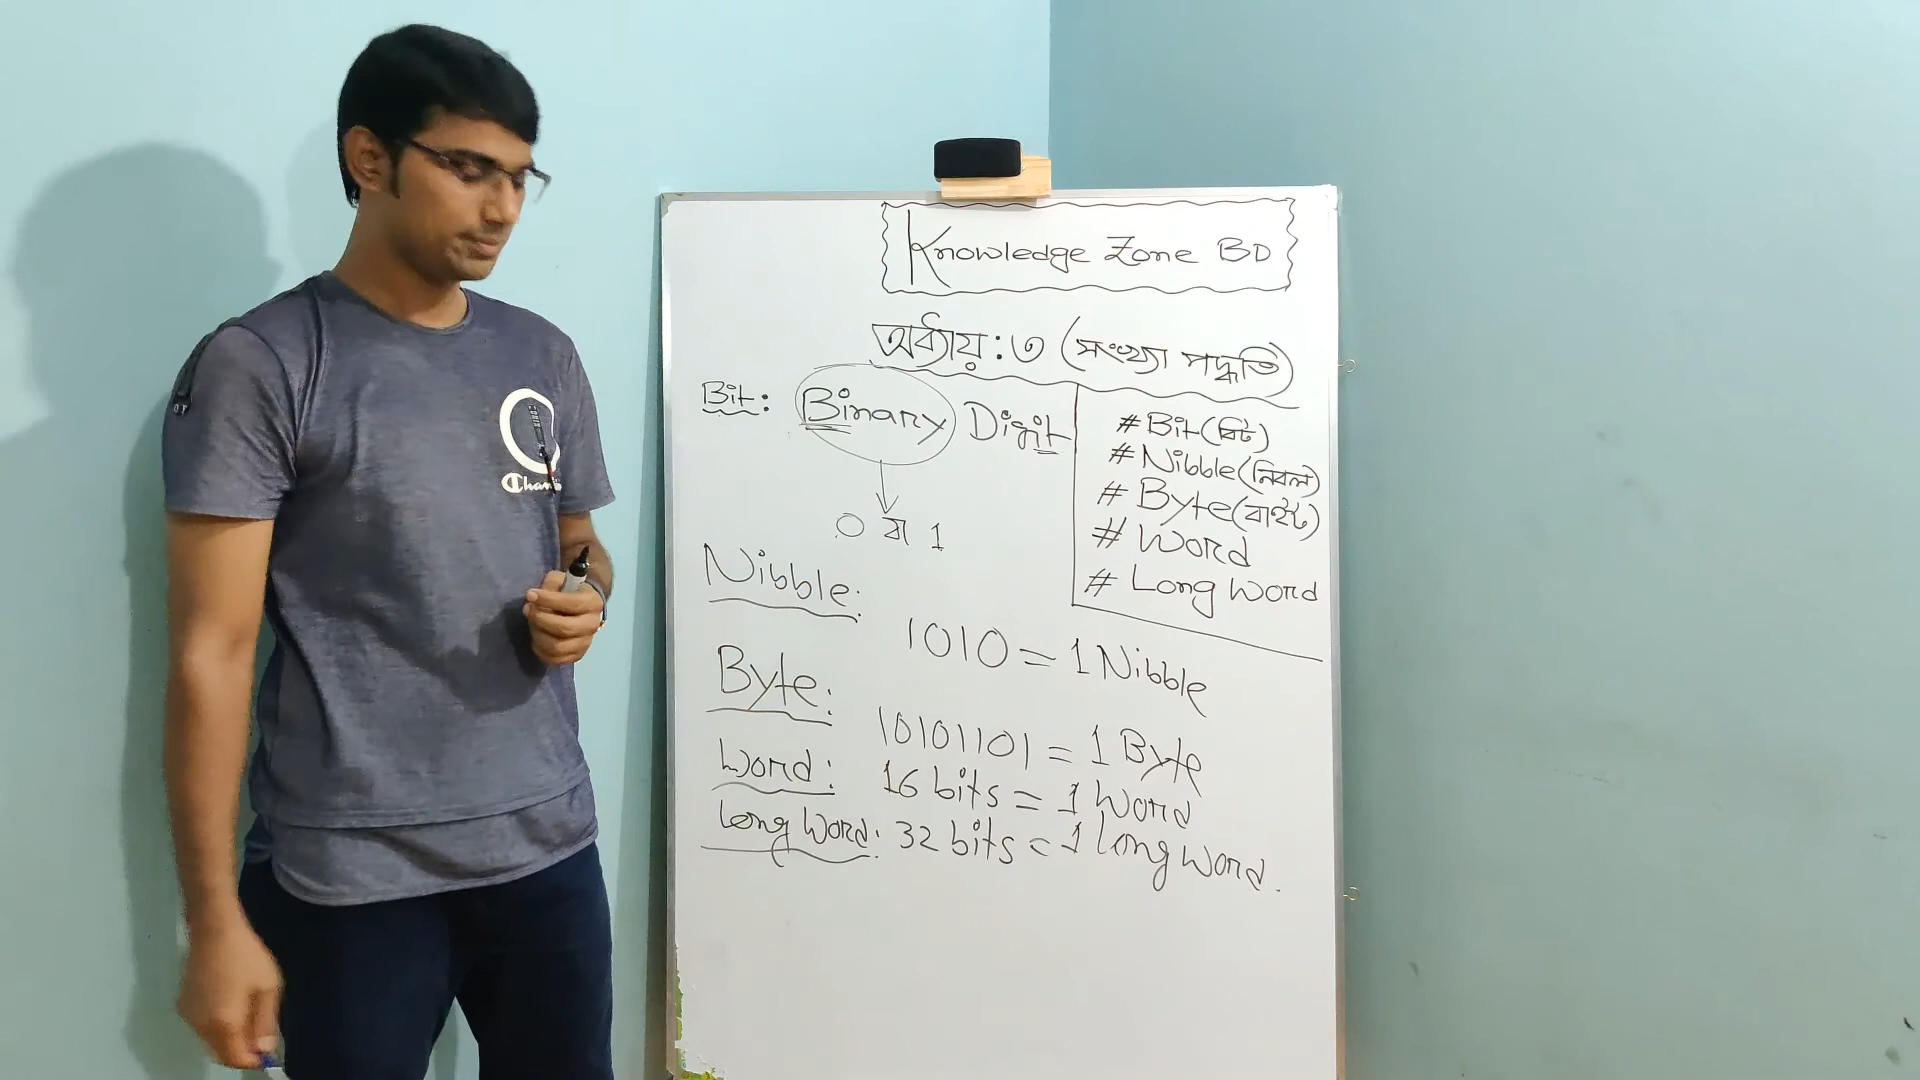 Knowledge Zone BD
অধ্যায়: ৩ (সংখ্যা পদ্ধতি)
Bit: Binary Digit
0 বা 1
# Bit (বিট)
# Nibble (নিবল)
# Byte (বাইট)
# Word
# Long Word
Nibble:
1010 = 1 Nibble
Byte:
10101101 = 1 Byte
Word: 16 bits = 1 Word
Long Word: 32 bits = 1 Long Word.